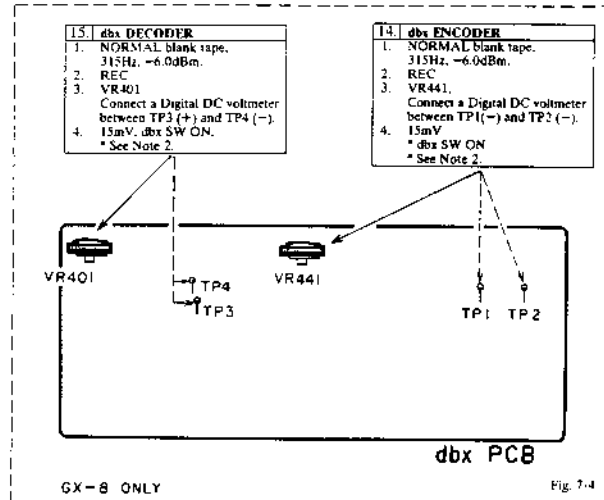 15. dbx DECODER
1. NORMAL blank tape,
315Hz, −6.0dBm.
2. REC
3. VR401
Connect a Digital DC voltmeter
between TP3 (+) and TP4 (−).
4. 15mV, dbx SW ON.
* See Note 2.
14. dbx ENCODER
1. NORMAL blank tape,
315Hz, −6.0dBm.
2. REC
3. VR441,
Connect a Digital DC voltmeter
between TP1(−) and TP2 (−).
4. 15mV
* dbx SW ON
* See Note 2.
VR401
TP4
TP3
VR441
TP1 TP2
dbx PCB
GX-8 ONLY
Fig. 7-4